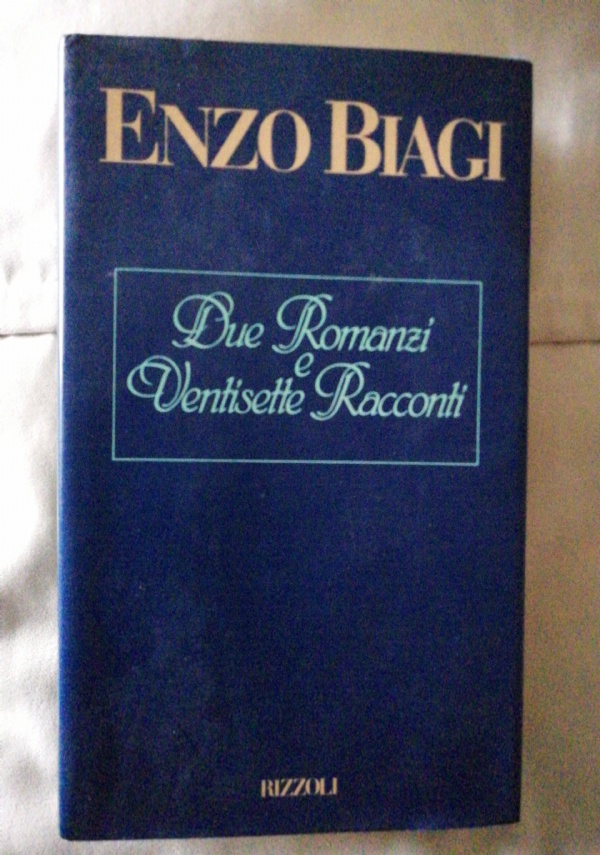 ENZO BIAGI
Due Romanzi
e
Ventisette Racconti
RIZZOLI